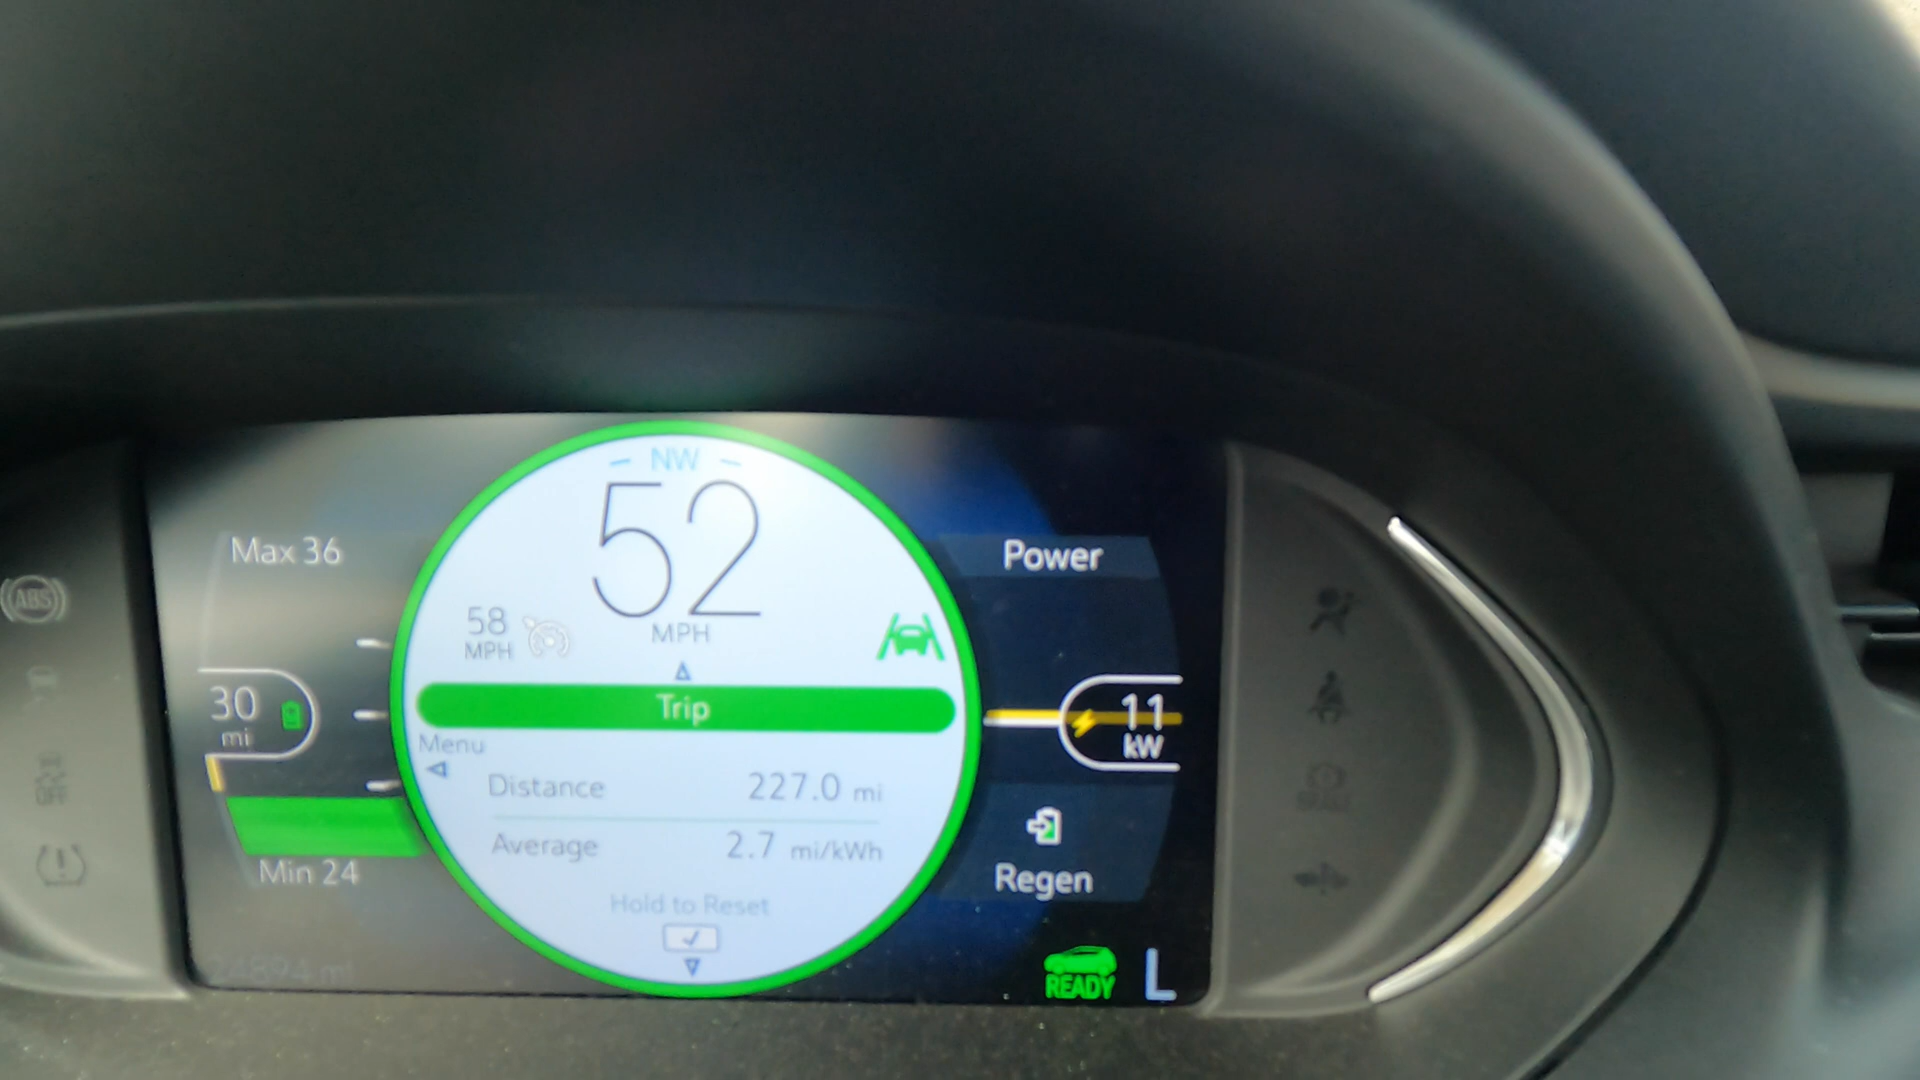 NW
52
MPH
58
MPH
Max 36
30
mi
Min 24
Trip
Menu
Distance 227.0 mi
Average 2.7 mi/kWh
Hold to Reset
Power
11
kW
Regen
READY
L
ABS